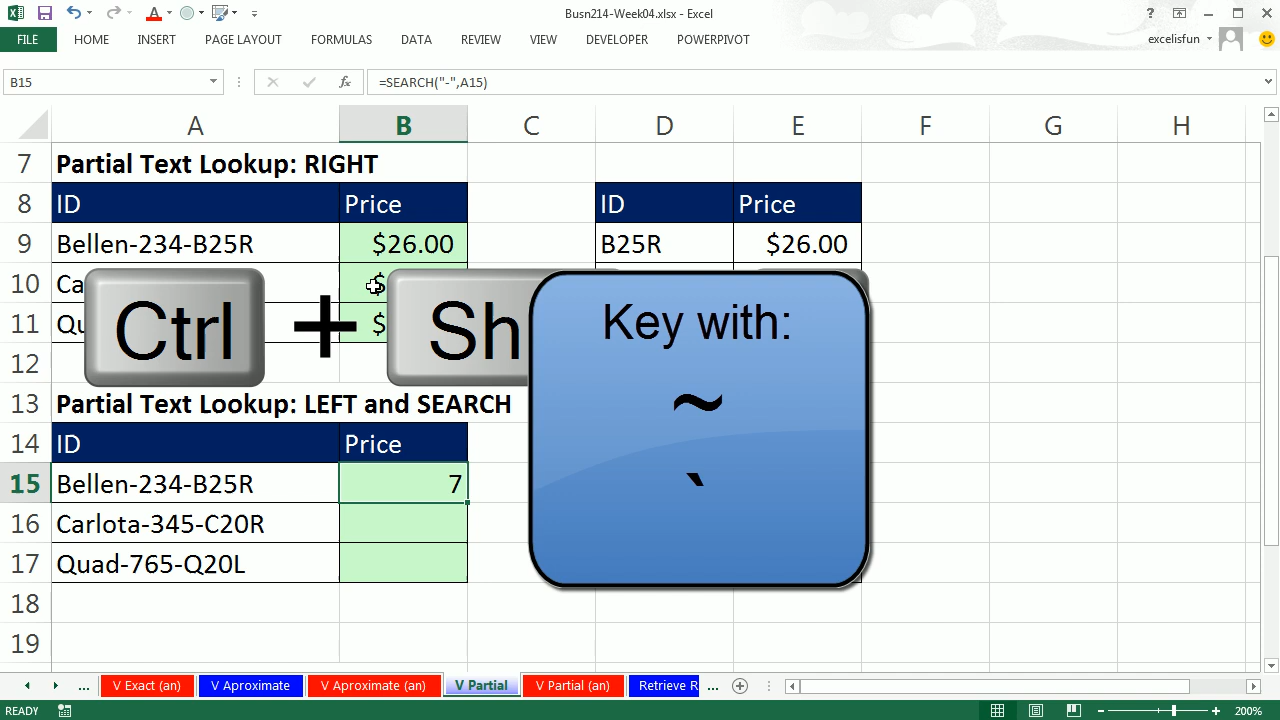 Busn214-Week04.xlsx - Excel
FILE HOME INSERT PAGE LAYOUT FORMULAS DATA REVIEW VIEW DEVELOPER POWERPIVOT excelisfun
B15 fx =SEARCH("-",A15)
A B C D E F G H
7 Partial Text Lookup: RIGHT
8 ID Price ID Price
9 Bellen-234-B25R $26.00 B25R $26.00
10 Ca $
11 Qu $
Ctrl + Sh
Key with:
~
`
12
13 Partial Text Lookup: LEFT and SEARCH
14 ID Price
15 Bellen-234-B25R 7
16 Carlota-345-C20R
17 Quad-765-Q20L
18
19
... V Exact (an) V Aproximate V Aproximate (an) V Partial V Partial (an) Retrieve R ...
READY 200%